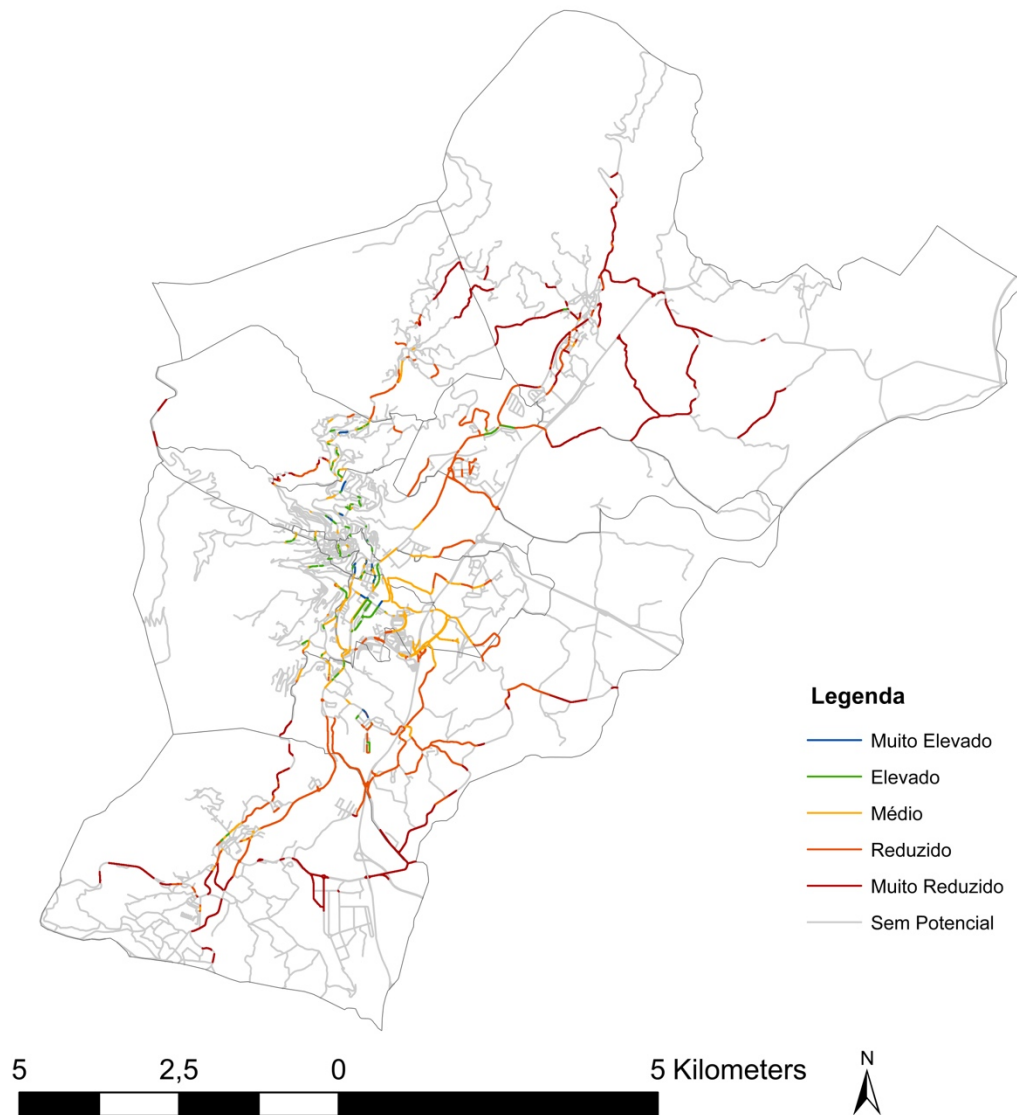 Legenda
Muito Elevado
Elevado
Médio
Reduzido
Muito Reduzido
Sem Potencial
5 2,5 0 5 Kilometers
N